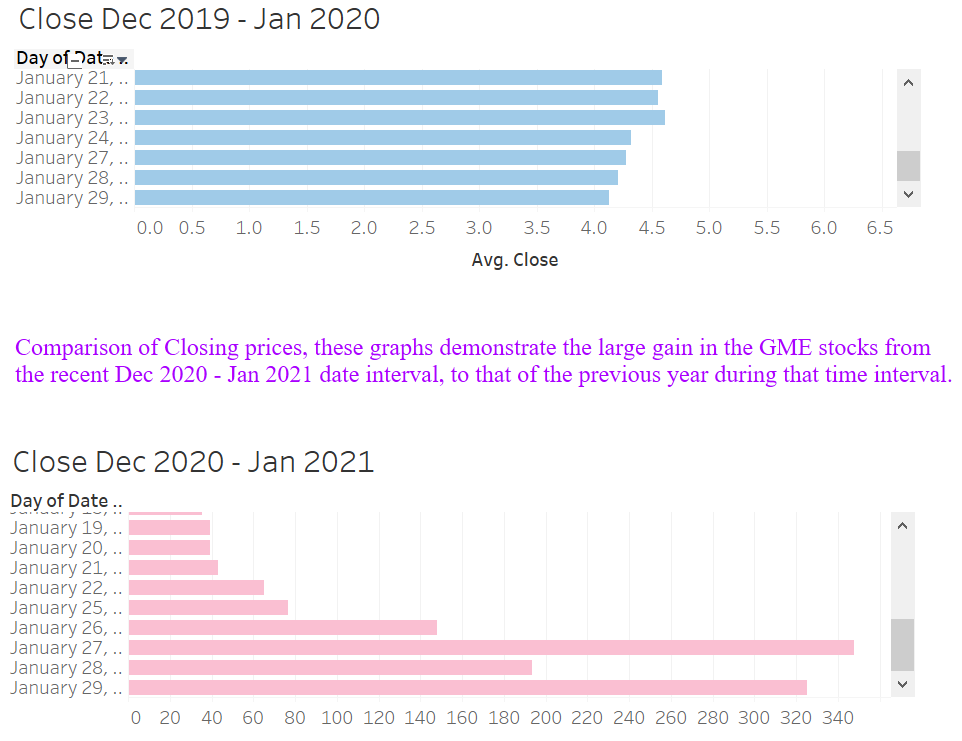 Close Dec 2019 - Jan 2020
Day of Dat..
January 21, ..
January 22, ..
January 23, ..
January 24, ..
January 27, ..
January 28, ..
January 29, ..
0.0 0.5 1.0 1.5 2.0 2.5 3.0 3.5 4.0 4.5 5.0 5.5 6.0 6.5
Avg. Close
Comparison of Closing prices, these graphs demonstrate the large gain in the GME stocks from
the recent Dec 2020 - Jan 2021 date interval, to that of the previous year during that time interval.
Close Dec 2020 - Jan 2021
Day of Date ..
January 19, ..
January 20, ..
January 21, ..
January 22, ..
January 25, ..
January 26, ..
January 27, ..
January 28, ..
January 29, ..
0 20 40 60 80 100 120 140 160 180 200 220 240 260 280 300 320 340